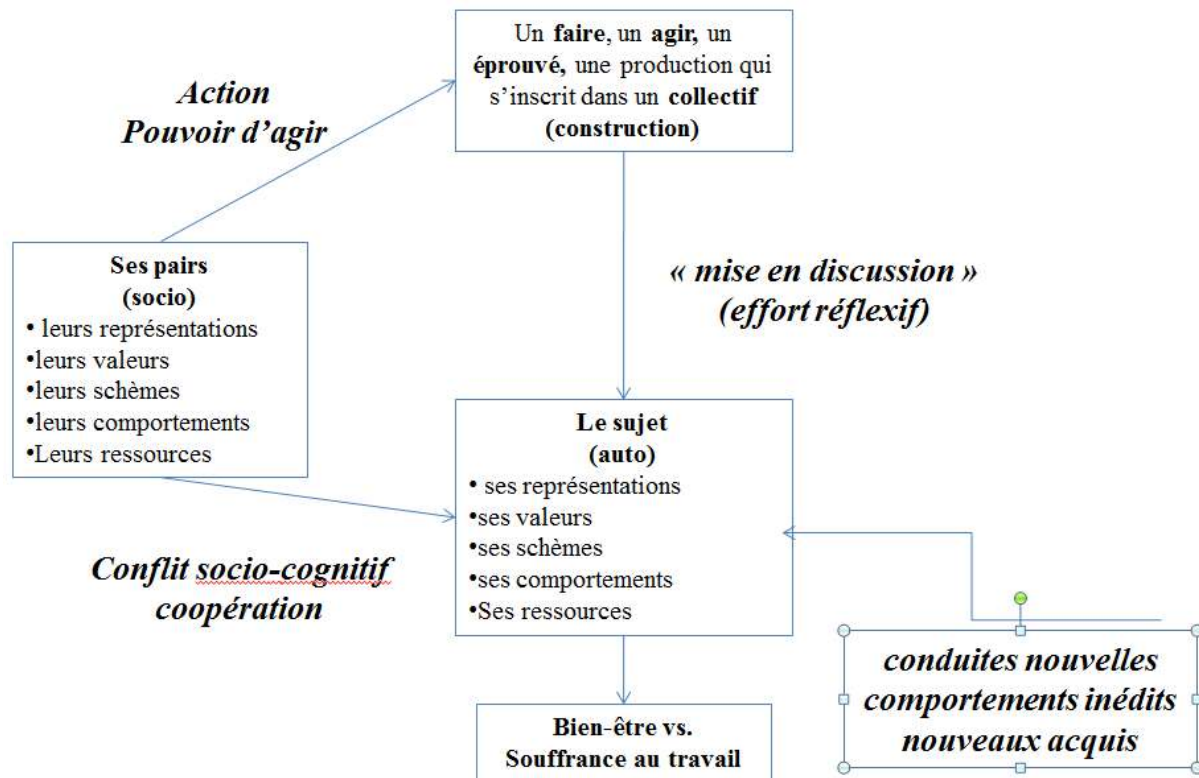 Un faire, un agir, un
éprouvé, une production qui
s'inscrit dans un collectif
(construction)
Action
Pouvoir d'agir
Ses pairs
(socio)
• leurs représentations
•leurs valeurs
•leurs schèmes
•leurs comportements
•Leurs ressources
« mise en discussion »
(effort réflexif)
Le sujet
(auto)
• ses représentations
•ses valeurs
•ses schèmes
•ses comportements
•Ses ressources
Conflit socio-cognitif
coopération
conduites nouvelles
comportements inédits
nouveaux acquis
Bien-être vs.
Souffrance au travail